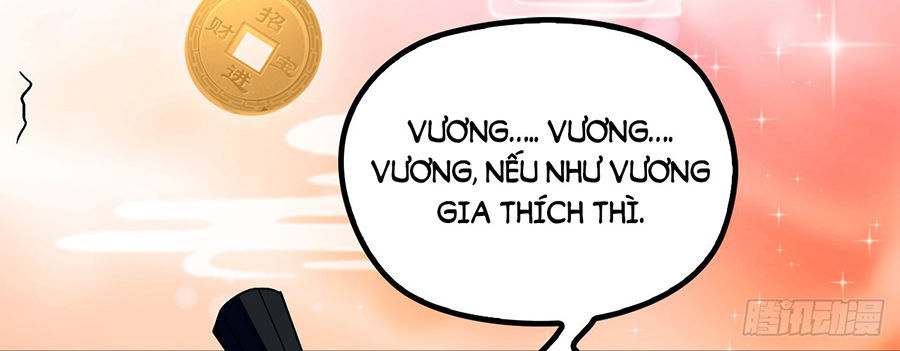 招
财 宝
进
VƯƠNG..... VƯƠNG....
VƯƠNG, NẾU NHƯ VƯƠNG
GIA THÍCH THÌ.
腾讯动漫